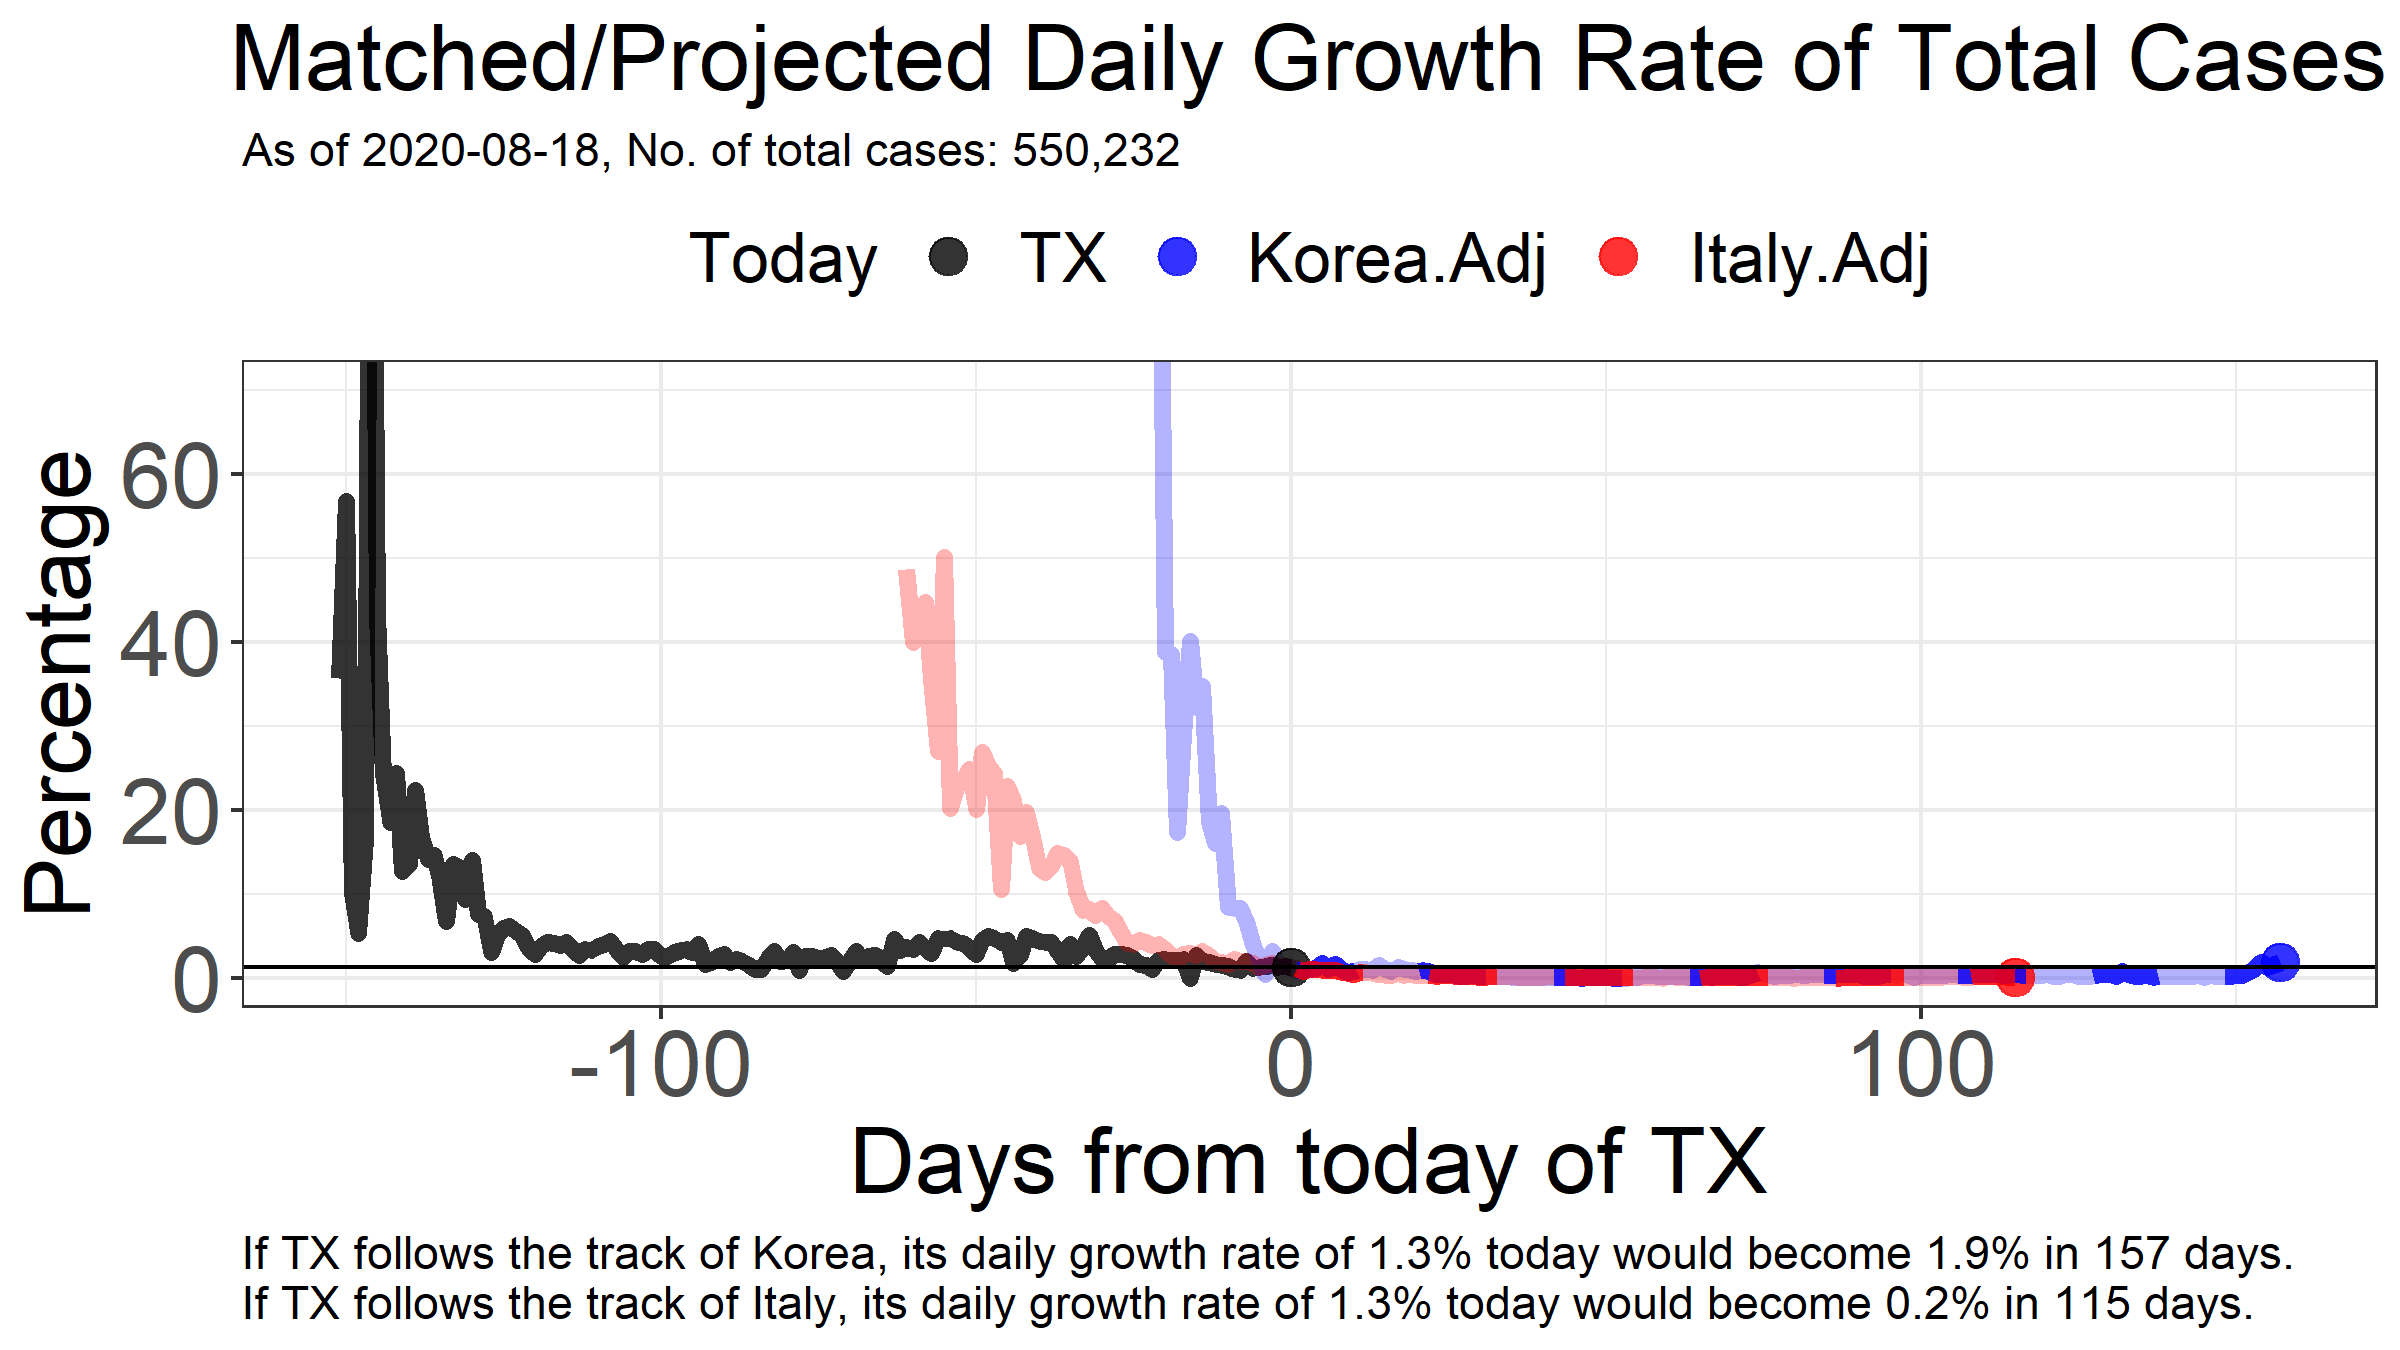 Matched/Projected Daily Growth Rate of Total Cases
As of 2020-08-18, No. of total cases: 550,232
Today TX Korea.Adj Italy.Adj
Percentage
60
40
20
0
-100 0 100
Days from today of TX
If TX follows the track of Korea, its daily growth rate of 1.3% today would become 1.9% in 157 days.
If TX follows the track of Italy, its daily growth rate of 1.3% today would become 0.2% in 115 days.